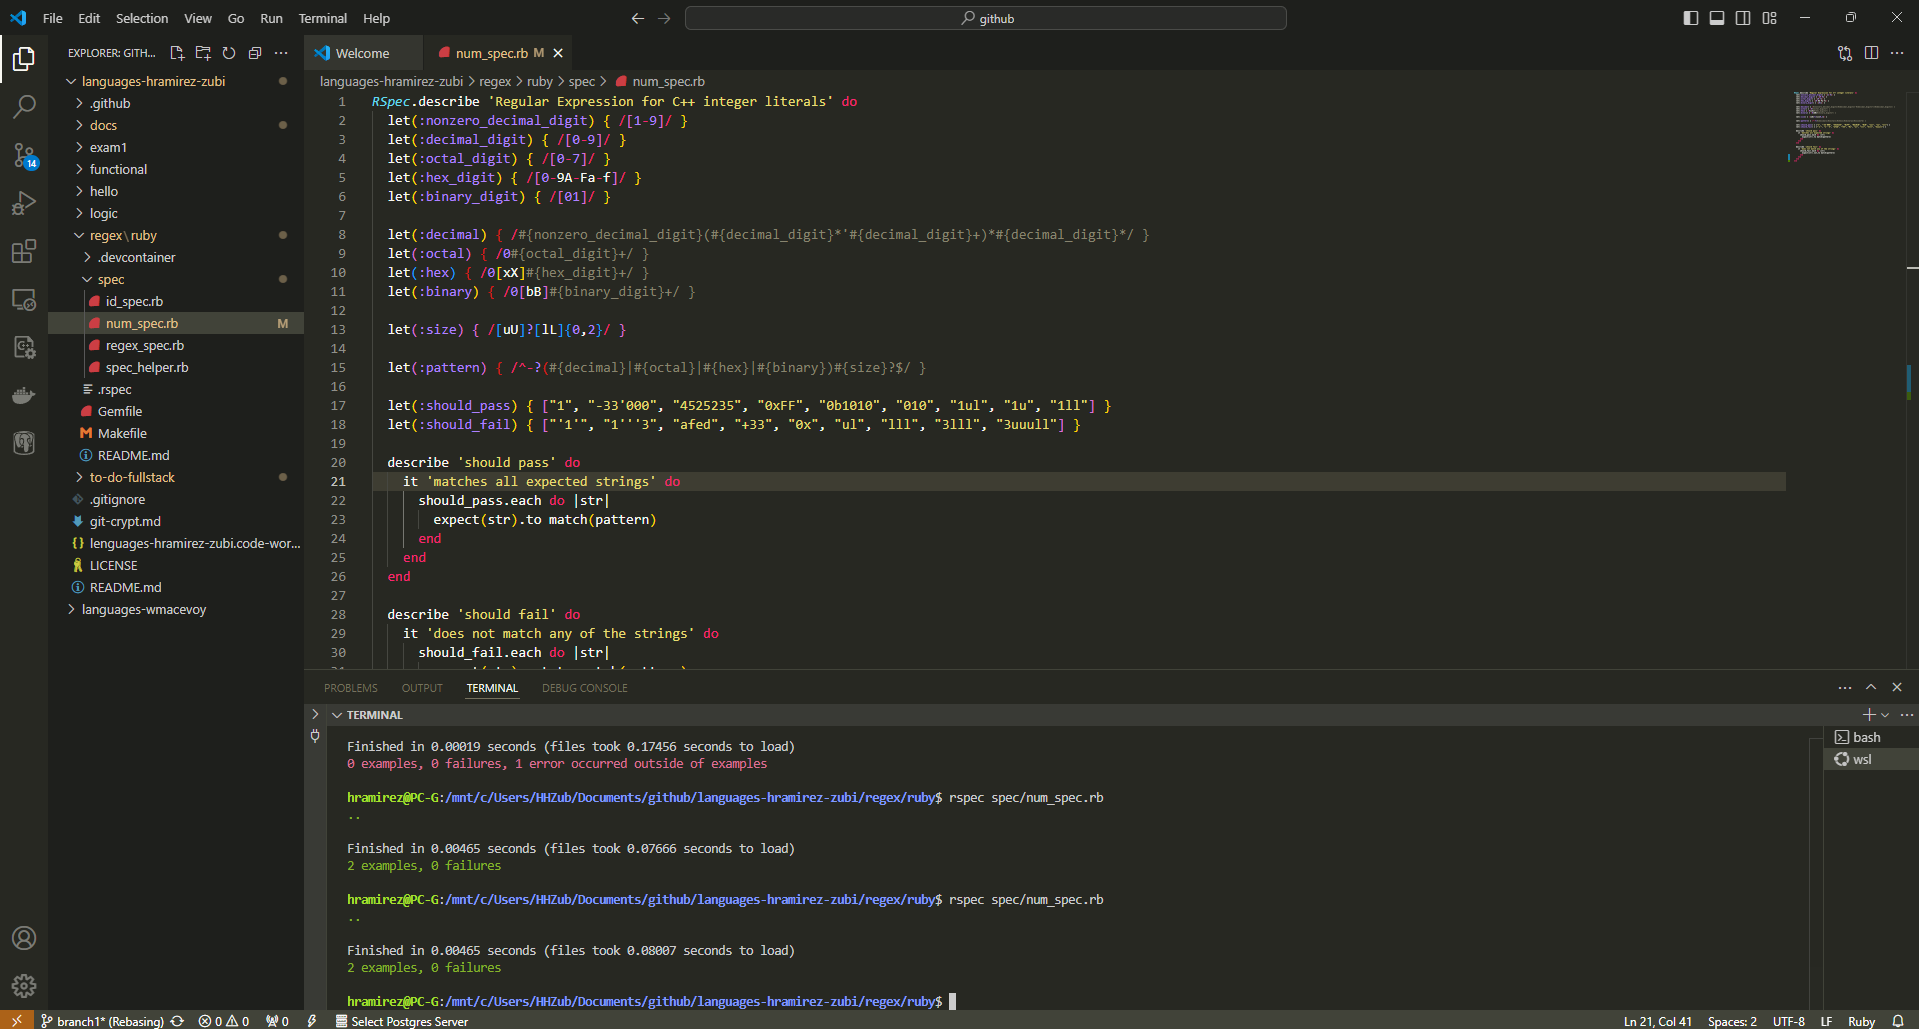 File Edit Selection View Go Run Terminal Help
github
EXPLORER: GITH...
Welcome
num_spec.rb M
languages-hramirez-zubi > regex > ruby > spec > num_spec.rb
languages-hramirez-zubi
.github
docs
exam1
functional
hello
logic
regex\ruby
.devcontainer
spec
id_spec.rb
num_spec.rb M
regex_spec.rb
spec_helper.rb
.rspec
Gemfile
Makefile
README.md
to-do-fullstack
.gitignore
git-crypt.md
lenguages-hramirez-zubi.code-wor...
LICENSE
README.md
languages-wmacevoy
14
1 RSpec.describe 'Regular Expression for C++ integer literals' do
2 let(:nonzero_decimal_digit) { /[1-9]/ }
3 let(:decimal_digit) { /[0-9]/ }
4 let(:octal_digit) { /[0-7]/ }
5 let(:hex_digit) { /[0-9A-Fa-f]/ }
6 let(:binary_digit) { /[01]/ }
7
8 let(:decimal) { /#{nonzero_decimal_digit}(#{decimal_digit}*'#{decimal_digit}+)*#{decimal_digit}*/ }
9 let(:octal) { /0#{octal_digit}+/ }
10 let(:hex) { /0[xX]#{hex_digit}+/ }
11 let(:binary) { /0[bB]#{binary_digit}+/ }
12
13 let(:size) { /[uU]?[lL]{0,2}/ }
14
15 let(:pattern) { /^-?(#{decimal}|#{octal}|#{hex}|#{binary})#{size}?$/ }
16
17 let(:should_pass) { ["1", "-33'000", "4525235", "0xFF", "0b1010", "010", "1ul", "1u", "1ll"] }
18 let(:should_fail) { ["'1'", "1'''3", "afed", "+33", "0x", "ul", "lll", "3lll", "3uuull"] }
19
20 describe 'should pass' do
21 it 'matches all expected strings' do
22 should_pass.each do |str|
23 expect(str).to match(pattern)
24 end
25 end
26 end
27
28 describe 'should fail' do
29 it 'does not match any of the strings' do
30 should_fail.each do |str|
PROBLEMS OUTPUT TERMINAL DEBUG CONSOLE
TERMINAL
bash
wsl
Finished in 0.00019 seconds (files took 0.17456 seconds to load)
0 examples, 0 failures, 1 error occurred outside of examples
hramirez@PC-G:/mnt/c/Users/HHZub/Documents/github/languages-hramirez-zubi/regex/ruby$ rspec spec/num_spec.rb
..
Finished in 0.00465 seconds (files took 0.07666 seconds to load)
2 examples, 0 failures
hramirez@PC-G:/mnt/c/Users/HHZub/Documents/github/languages-hramirez-zubi/regex/ruby$ rspec spec/num_spec.rb
..
Finished in 0.00465 seconds (files took 0.08007 seconds to load)
2 examples, 0 failures
hramirez@PC-G:/mnt/c/Users/HHZub/Documents/github/languages-hramirez-zubi/regex/ruby$
branch1* (Rebasing) 0 0 0 Select Postgres Server Ln 21, Col 41 Spaces: 2 UTF-8 LF Ruby